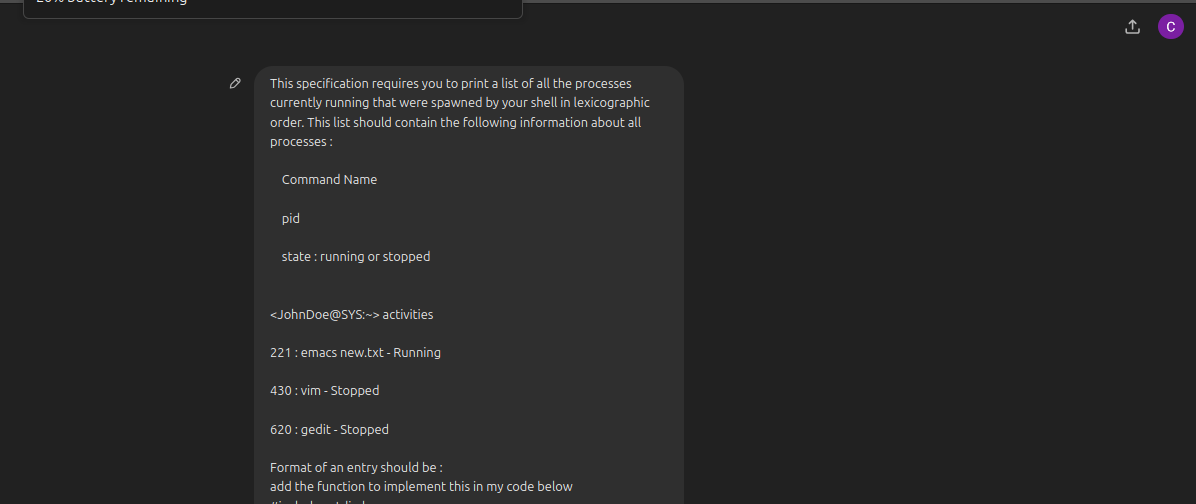 C
This specification requires you to print a list of all the processes
currently running that were spawned by your shell in lexicographic
order. This list should contain the following information about all
processes :
Command Name
pid
state : running or stopped
<JohnDoe@SYS:~> activities
221 : emacs new.txt - Running
430 : vim - Stopped
620 : gedit - Stopped
Format of an entry should be :
add the function to implement this in my code below